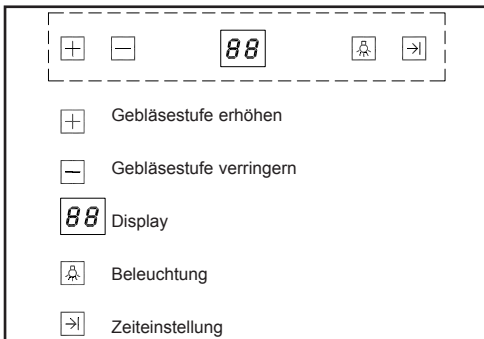 88
Gebläsestufe erhöhen
Gebläsestufe verringern
88 Display
Beleuchtung
Zeiteinstellung